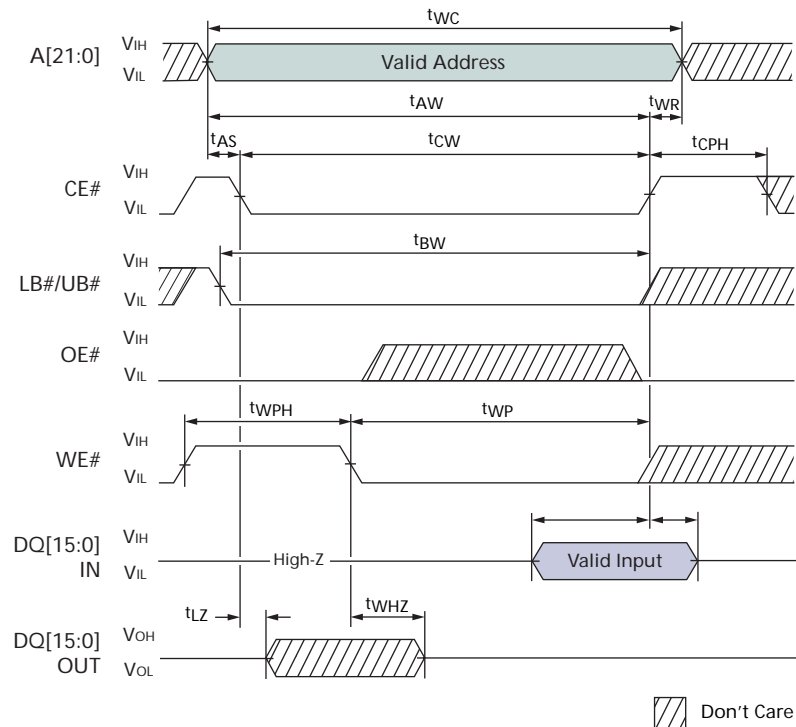 tWC
A[21:0]
VIH
VIL
Valid Address
tAW
tWR
tAS
tCW
tCPH
CE#
VIH
VIL
tBW
LB#/UB#
VIH
VIL
OE#
VIH
VIL
tWPH
tWP
WE#
VIH
VIL
DQ[15:0]
IN
VIH
VIL
High-Z
Valid Input
tLZ
tWHZ
DQ[15:0]
OUT
VOH
VOL
Don't Care